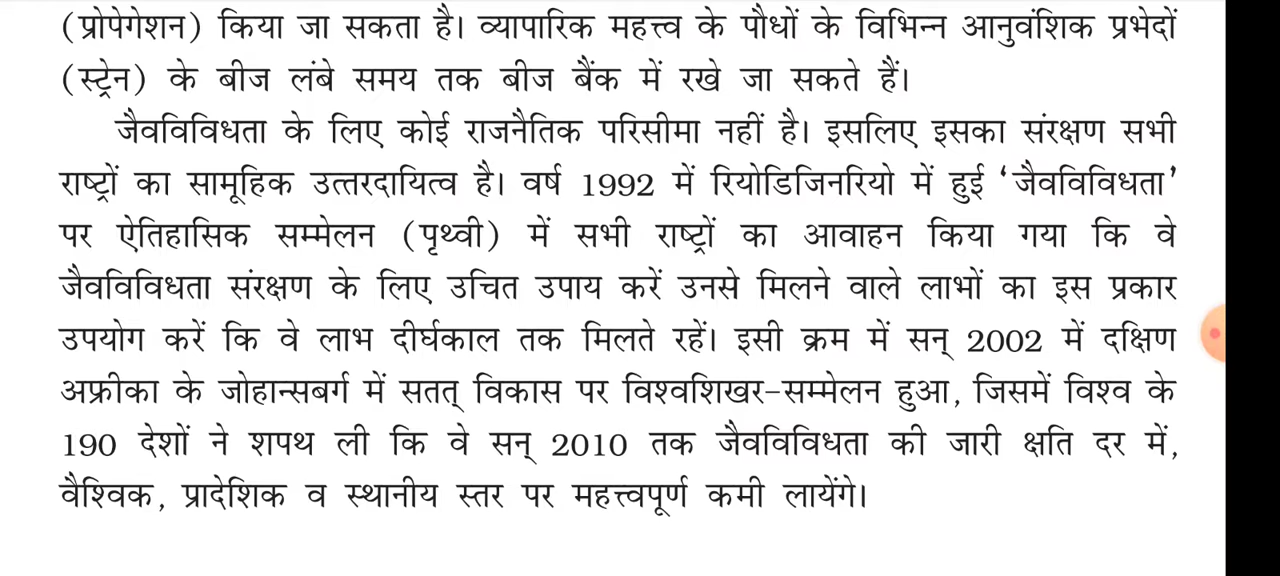 (प्रोपेगेशन) किया जा सकता है। व्यापारिक महत्त्व के पौधों के विभिन्न आनुवंशिक प्रभेदों
(स्ट्रेन) के बीज लंबे समय तक बीज बैंक में रखे जा सकते हैं।
जैवविविधता के लिए कोई राजनैतिक परिसीमा नहीं है। इसलिए इसका संरक्षण सभी
राष्ट्रों का सामूहिक उत्तरदायित्व है। वर्ष 1992 में रियोडिजिनरियो में हुई ‘जैवविविधता’
पर ऐतिहासिक सम्मेलन (पृथ्वी) में सभी राष्ट्रों का आवाहन किया गया कि वे
जैवविविधता संरक्षण के लिए उचित उपाय करें उनसे मिलने वाले लाभों का इस प्रकार
उपयोग करें कि वे लाभ दीर्घकाल तक मिलते रहें। इसी क्रम में सन् 2002 में दक्षिण
अफ्रीका के जोहान्सबर्ग में सतत् विकास पर विश्वशिखर-सम्मेलन हुआ, जिसमें विश्व के
190 देशों ने शपथ ली कि वे सन् 2010 तक जैवविविधता की जारी क्षति दर में,
वैश्विक, प्रादेशिक व स्थानीय स्तर पर महत्त्वपूर्ण कमी लायेंगे।